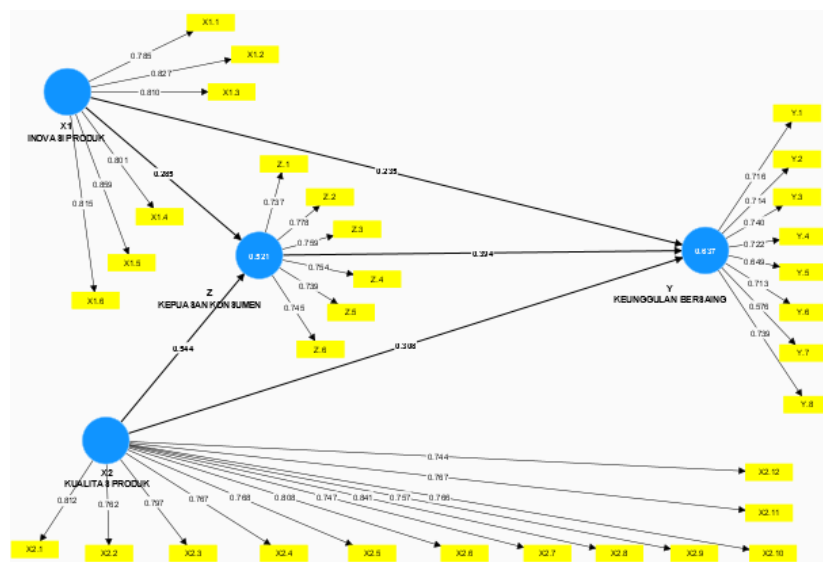 X1.1
0.785
X1.2
0.827
0.810
X1.3
X1
INOVASI PRODUK
0.801
0.859
0.815
0.285
0.235
X1.4
X1.5
X1.6
Z.1
0.737
Z.2
0.778
Z.3
0.759
0.754
Z.4
0.739
Z.5
0.745
Z.6
0.521
Z
KEPUASAN KONSUMEN
0.394
0.544
0.308
Y.1
0.716
Y.2
0.714
Y.3
0.740
Y.4
0.722
Y.5
0.649
0.713
Y.6
0.576
Y.7
0.739
Y.8
0.637
Y
KEUNGGULAN BERSAING
X2
KUALITAS PRODUK
0.744
X2.12
0.767
X2.11
0.812
0.762
0.797
0.767
0.768
0.808
0.747
0.841
0.757
0.766
X2.1
X2.2
X2.3
X2.4
X2.5
X2.6
X2.7
X2.8
X2.9
X2.10